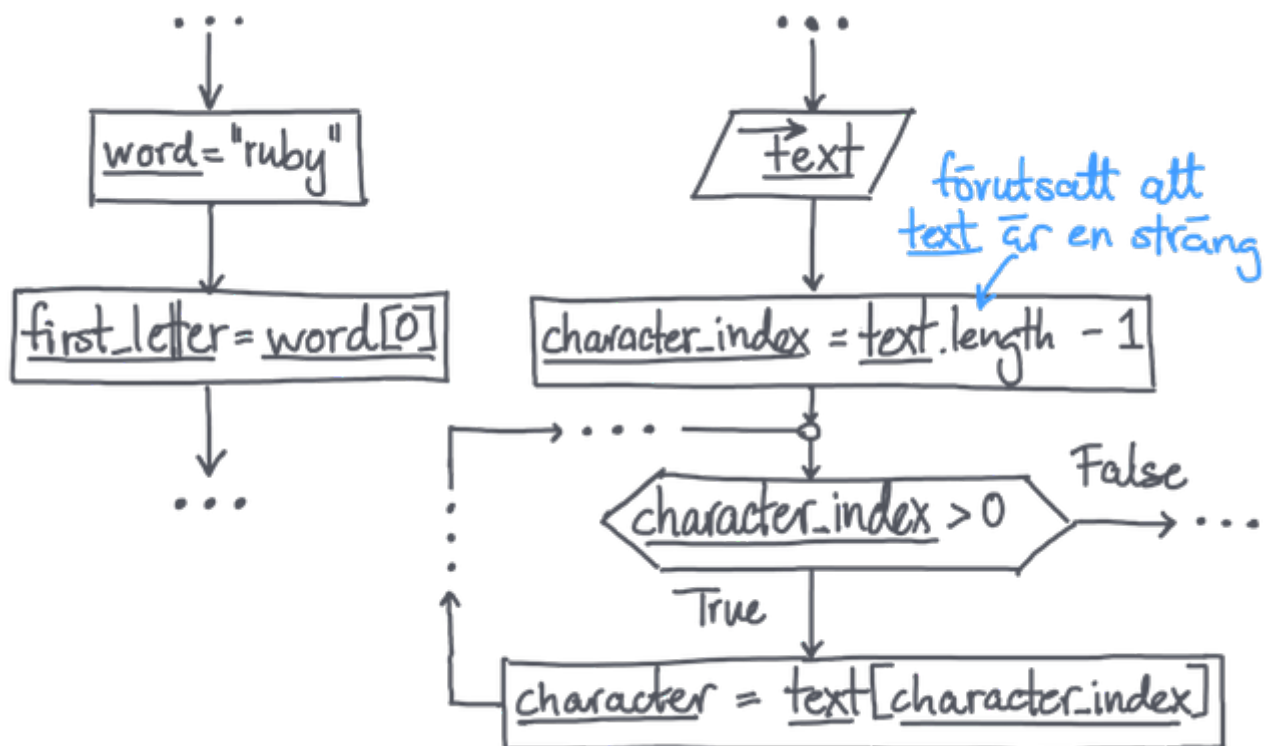 word = "ruby"
first_letter = word[0]
text
förutsatt att
text är en sträng
character_index = text.length - 1
character_index > 0
False
True
character = text[character_index]